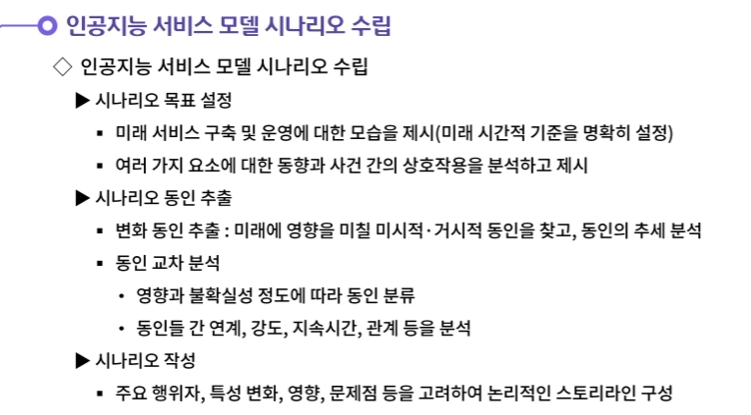 인공지능 서비스 모델 시나리오 수립
◇ 인공지능 서비스 모델 시나리오 수립
▶ 시나리오 목표 설정
▪ 미래 서비스 구축 및 운영에 대한 모습을 제시(미래 시간적 기준을 명확히 설정)
▪ 여러 가지 요소에 대한 동향과 사건 간의 상호작용을 분석하고 제시
▶ 시나리오 동인 추출
▪ 변화 동인 추출 : 미래에 영향을 미칠 미시적·거시적 동인을 찾고, 동인의 추세 분석
▪ 동인 교차 분석
• 영향과 불확실성 정도에 따라 동인 분류
• 동인들 간 연계, 강도, 지속시간, 관계 등을 분석
▶ 시나리오 작성
▪ 주요 행위자, 특성 변화, 영향, 문제점 등을 고려하여 논리적인 스토리라인 구성